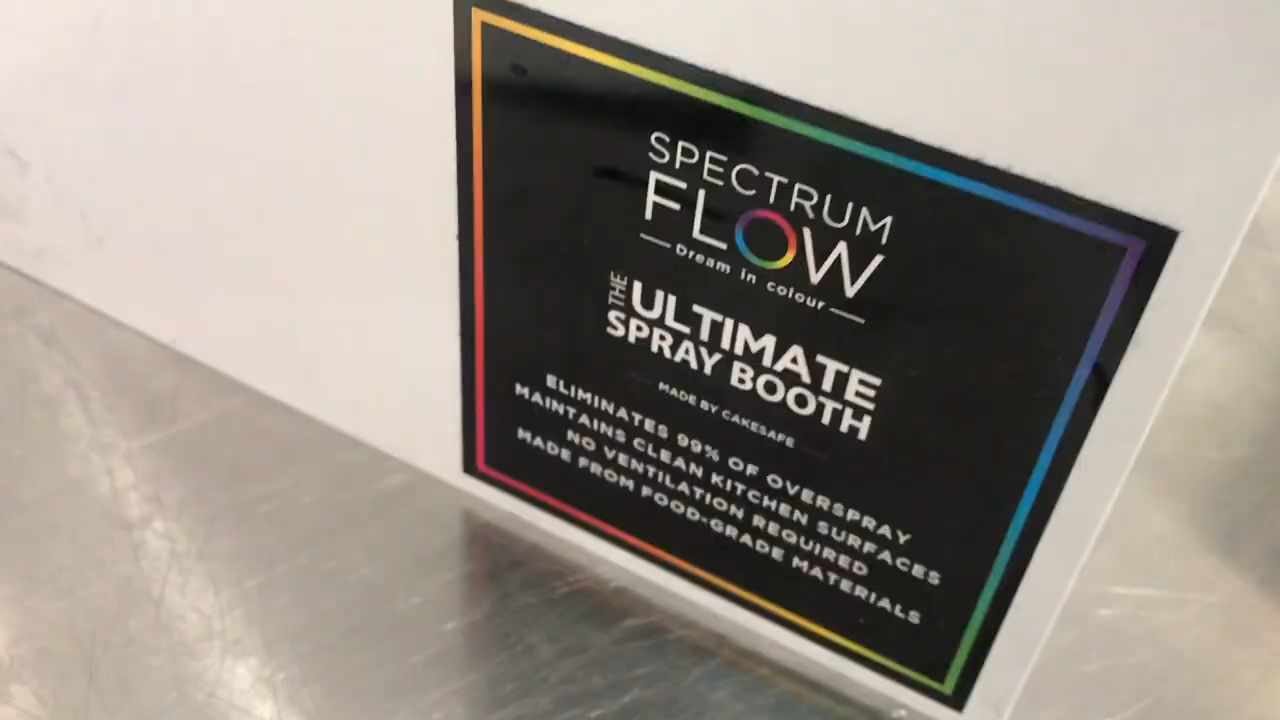 SPECTRUM
FLOW
Dream in colour
THE ULTIMATE
SPRAY BOOTH
MADE BY CAKESAFE
ELIMINATES 99% OF OVERSPRAY
MAINTAINS CLEAN KITCHEN SURFACES
NO VENTILATION REQUIRED
MADE FROM FOOD-GRADE MATERIALS